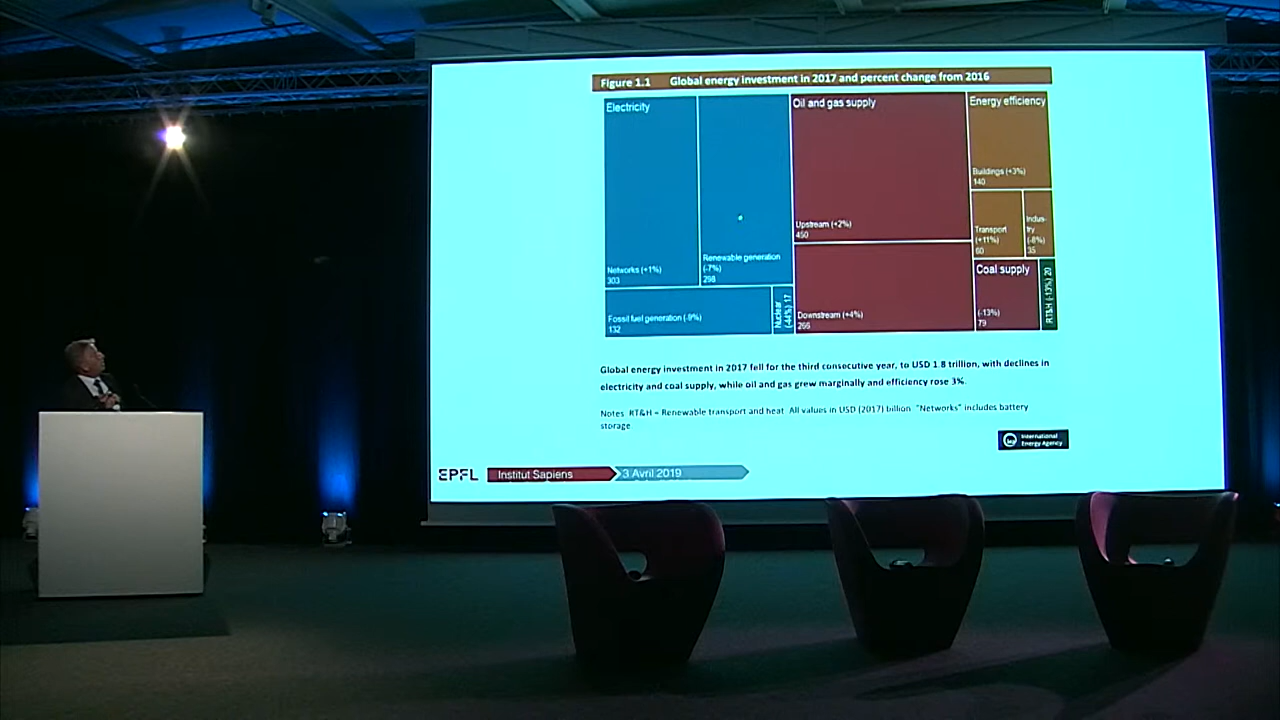 Figure 1.1 Global energy investment in 2017 and percent change from 2016
Electricity
Networks (+1%)
303
Renewable generation
(-7%)
298
Fossil fuel generation (-9%)
132
Nuclear
(-44%) 17
Oil and gas supply
Upstream (+2%)
450
Downstream (+4%)
266
Energy efficiency
Buildings (+3%)
140
Transport
(+11%)
60
Indus-
try
(-8%)
35
Coal supply
(-13%)
79
RT&H (-13%) 20
Global energy investment in 2017 fell for the third consecutive year, to USD 1.8 trillion, with declines in
electricity and coal supply, while oil and gas grew marginally and efficiency rose 3%.
Notes RT&H = Renewable transport and heat All values in USD (2017) billion "Networks" includes battery
storage
International
Energy Agency
EPFL Institut Sapiens 3 Avril 2019